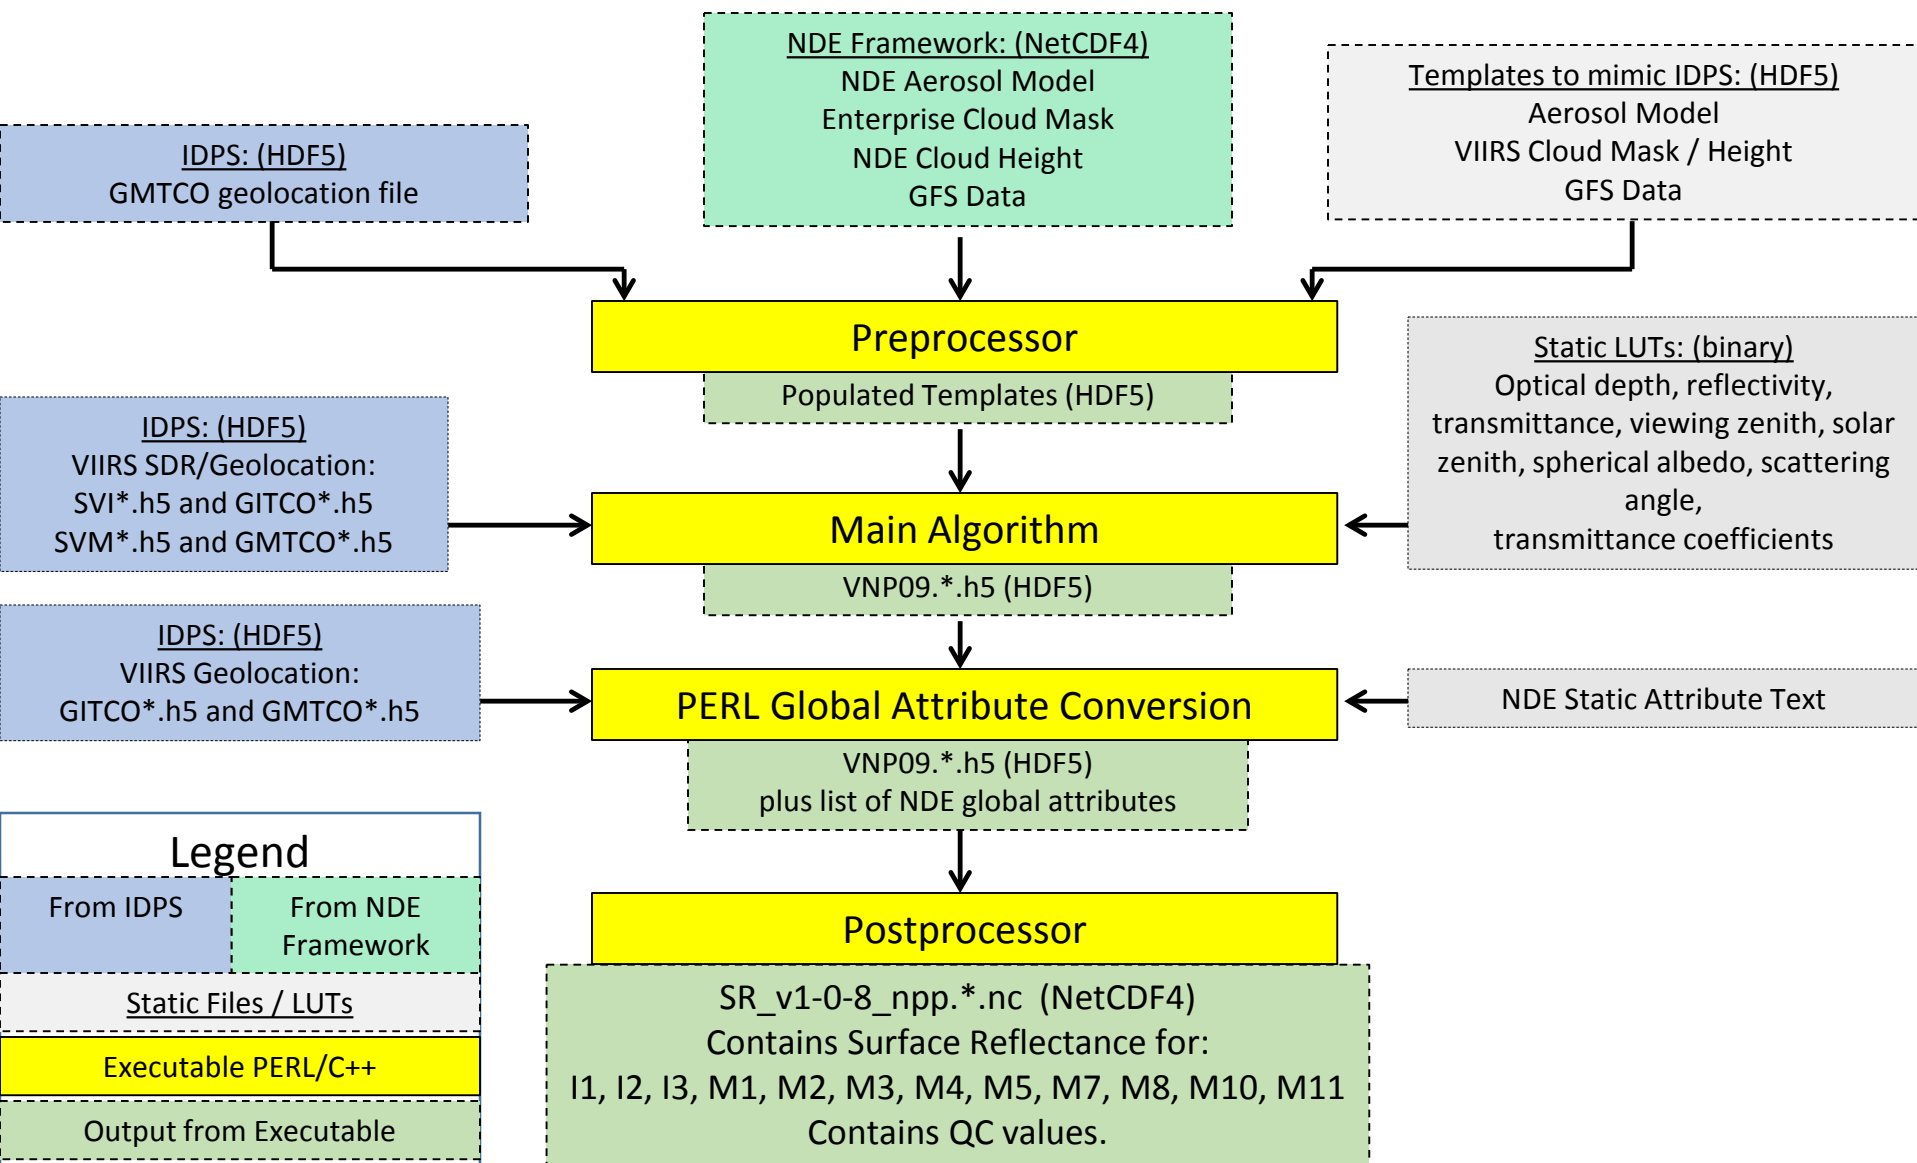 NDE Framework: (NetCDF4)
NDE Aerosol Model
Enterprise Cloud Mask
NDE Cloud Height
GFS Data
Templates to mimic IDPS: (HDF5)
Aerosol Model
VIIRS Cloud Mask / Height
GFS Data
IDPS: (HDF5)
GMTCO geolocation file
Preprocessor
Populated Templates (HDF5)
Static LUTs: (binary)
Optical depth, reflectivity,
transmittance, viewing zenith, solar
zenith, spherical albedo, scattering
angle,
transmittance coefficients
IDPS: (HDF5)
VIIRS SDR/Geolocation:
SVI*.h5 and GITCO*.h5
SVM*.h5 and GMTCO*.h5
Main Algorithm
VNP09.*.h5 (HDF5)
IDPS: (HDF5)
VIIRS Geolocation:
GITCO*.h5 and GMTCO*.h5
PERL Global Attribute Conversion
NDE Static Attribute Text
VNP09.*.h5 (HDF5)
plus list of NDE global attributes
Postprocessor
SR_v1-0-8_npp.*.nc (NetCDF4)
Contains Surface Reflectance for:
I1, I2, I3, M1, M2, M3, M4, M5, M7, M8, M10, M11
Contains QC values.
Legend
From IDPS
From NDE
Framework
Static Files / LUTs
Executable PERL/C++
Output from Executable